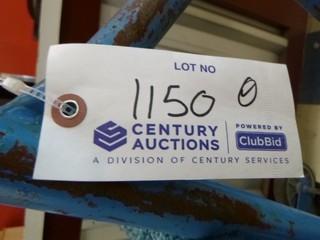 LOT NO
1150 0
CENTURY AUCTIONS
POWERED BY
ClubBid
A DIVISION OF CENTURY SERVICES